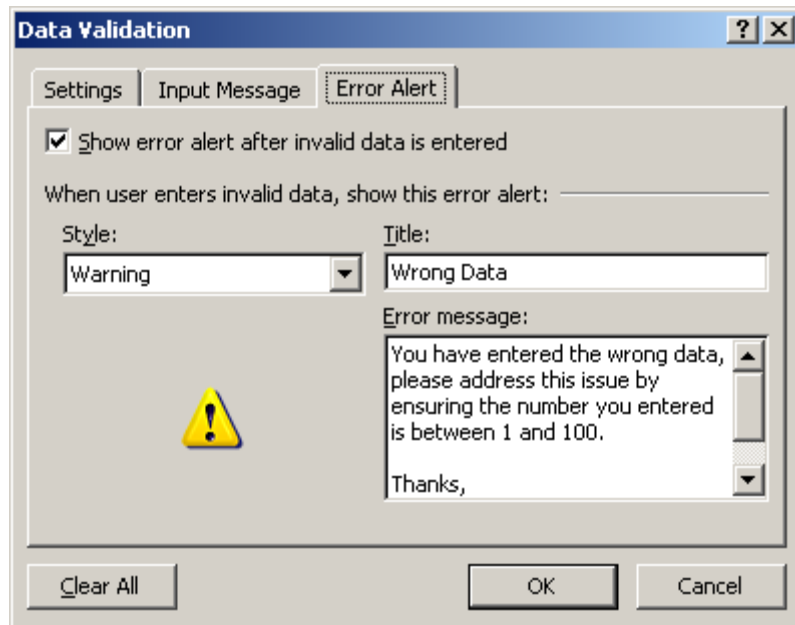 Data Validation
Settings
Input Message
Error Alert
Show error alert after invalid data is entered
When user enters invalid data, show this error alert:
Style:
Title:
Warning
Wrong Data
Error message:
You have entered the wrong data,
please address this issue by
ensuring the number you entered
is between 1 and 100.
Thanks,
Clear All
OK
Cancel